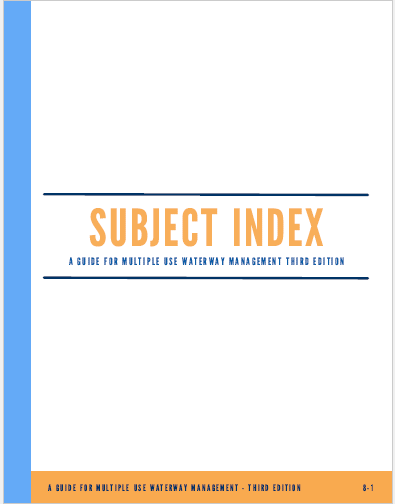 SUBJECT INDEX
A GUIDE FOR MULTIPLE USE WATERWAY MANAGEMENT THIRD EDITION
A GUIDE FOR MULTIPLE USE WATERWAY MANAGEMENT - THIRD EDITION 8-1